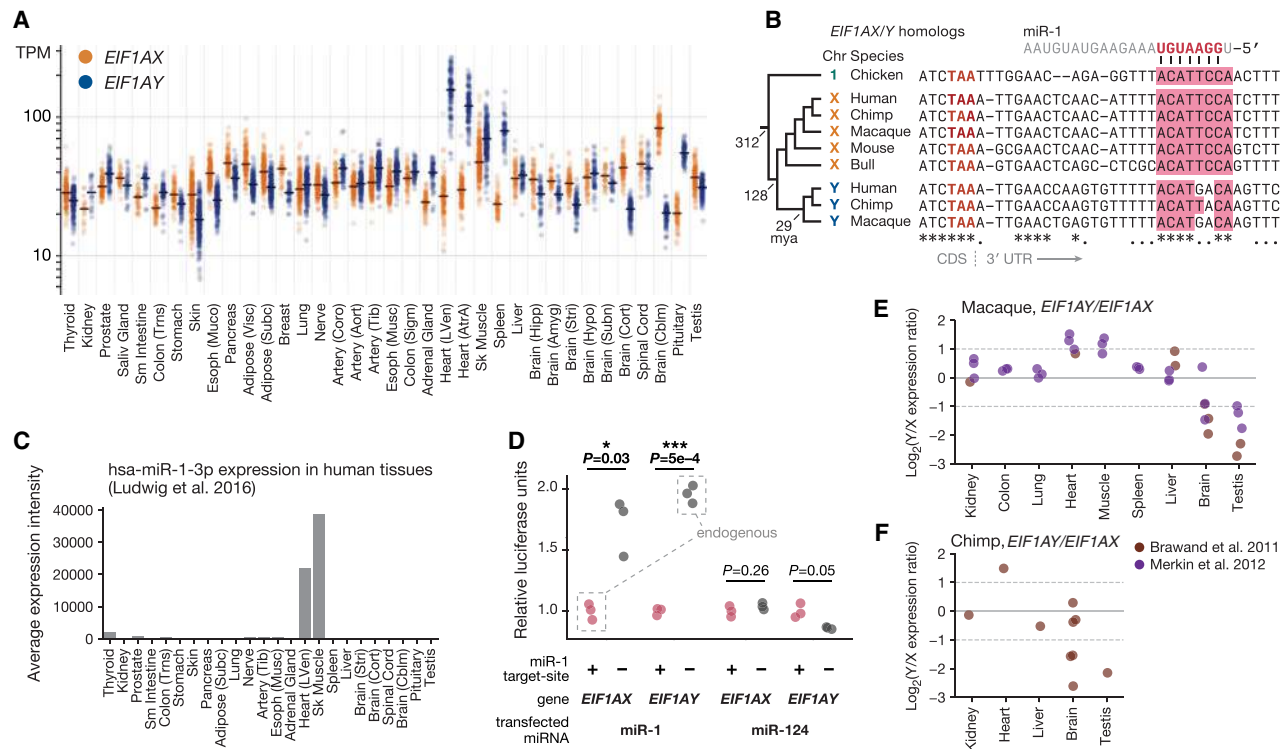 A
TPM
EIF1AX
EIF1AY
100
10
Thyroid
Kidney
Prostate
Saliv Gland
Sm Intestine
Colon (Trns)
Stomach
Skin
Esoph (Muco)
Pancreas
Adipose (Visc)
Adipose (Subc)
Breast
Lung
Nerve
Artery (Coro)
Artery (Aort)
Artery (Tib)
Esoph (Musc)
Colon (Sigm)
Adrenal Gland
Heart (LVen)
Heart (AtrA)
Sk Muscle
Spleen
Liver
Brain (Hipp)
Brain (Amyg)
Brain (Stri)
Brain (Hypo)
Brain (Subn)
Brain (Cort)
Spinal Cord
Brain (Cblm)
Pituitary
Testis
B
EIF1AX/Y homologs
miR-1
AAUGUAUGAAGAAAUGUAAGGU–5′
Chr Species
1 Chicken ATCTAATTTGGAAC––AGA–GGTTTACATTCCAACTTT
X Human ATCTAAA–TTGAACTCAAC–ATTTTACATTCCATCTTT
X Chimp ATCTAAA–TTGAACTCAAC–ATTTTACATTCCATCTTT
X Macaque ATCTAAA–TTGAACTCAAC–ATTTTACATTCCATCTTT
X Mouse ATCTAAA–GCGAACTCAAC–ATTTTACATTCCAGTCTT
X Bull ATCTAAA–TTGAACTCAGC–CTCGCACATTCCAGTTTT
Y Human ATCTAAA–TTGAACCAAGTGTTTTTACATGACAAGTTC
Y Chimp ATCTAAA–TTGAACCAAGTGTTTTTACATTACAAGTTC
Y Macaque ATCTAAA–TTGAACTGAGTGTTTTTACATGACAAGTTT
312
128
29
mya
******. **** *. ...****..** ...
CDS 3′ UTR
C
hsa-miR-1-3p expression in human tissues
(Ludwig et al. 2016)
Average expression intensity
40000
30000
20000
10000
0
Thyroid
Kidney
Prostate
Sm Intestine
Colon (Trns)
Stomach
Skin
Pancreas
Adipose (Subc)
Lung
Nerve
Artery (Tib)
Esoph (Musc)
Adrenal Gland
Heart (LVen)
Sk Muscle
Spleen
Liver
Brain (Stri)
Brain (Cort)
Spinal Cord
Brain (Cblm)
Pituitary
Testis
D
* ***
P=0.03 P=5e–4
Relative luciferase units
2.0
1.5
1.0
endogenous
P=0.26 P=0.05
miR-1
target-site
+ – + – + – + –
gene EIF1AX EIF1AY EIF1AX EIF1AY
transfected
miRNA
miR-1 miR-124
E
Macaque, EIF1AY/EIF1AX
Log2(Y/X expression ratio)
2
1
0
−1
−2
−3
Kidney
Colon
Lung
Heart
Muscle
Spleen
Liver
Brain
Testis
F
Chimp, EIF1AY/EIF1AX
Log2(Y/X expression ratio)
2
1
0
−1
−2
−3
Kidney
Heart
Liver
Brain
Testis
Brawand et al. 2011
Merkin et al. 2012